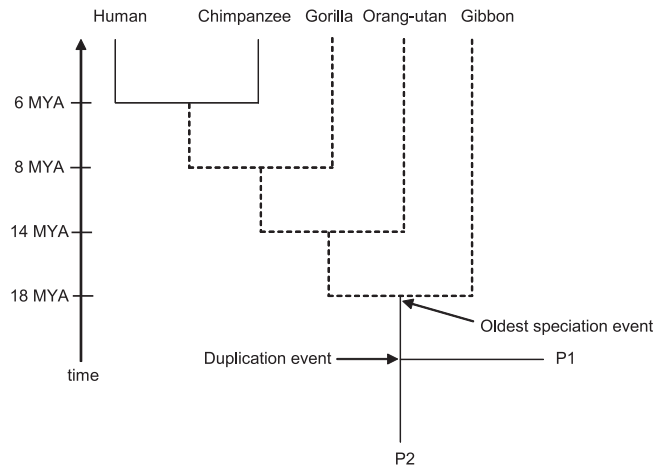 Human Chimpanzee Gorilla Orang-utan Gibbon
6 MYA
8 MYA
14 MYA
18 MYA
Oldest speciation event
Duplication event
P1
time
P2